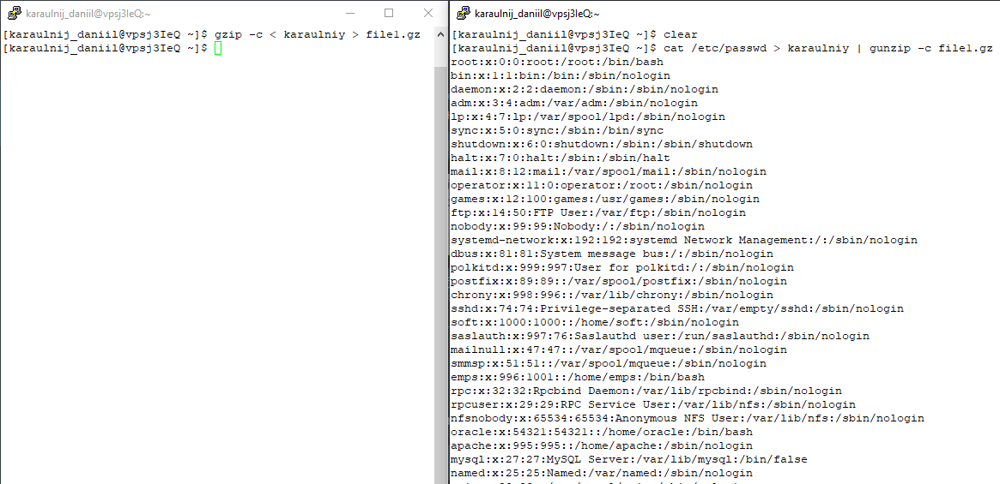 karaulnij_daniil@vpsj3IeQ:~
[karaulnij_daniil@vpsj3IeQ ~]$ gzip -c < karaulniy > file1.gz
[karaulnij_daniil@vpsj3IeQ ~]$
karaulnij_daniil@vpsj3IeQ:~
[karaulnij_daniil@vpsj3IeQ ~]$ clear
[karaulnij_daniil@vpsj3IeQ ~]$ cat /etc/passwd > karaulniy | gunzip -c file1.gz
root:x:0:0:root:/root:/bin/bash
bin:x:1:1:bin:/bin:/sbin/nologin
daemon:x:2:2:daemon:/sbin:/sbin/nologin
adm:x:3:4:adm:/var/adm:/sbin/nologin
lp:x:4:7:lp:/var/spool/lpd:/sbin/nologin
sync:x:5:0:sync:/sbin:/bin/sync
shutdown:x:6:0:shutdown:/sbin:/sbin/shutdown
halt:x:7:0:halt:/sbin:/sbin/halt
mail:x:8:12:mail:/var/spool/mail:/sbin/nologin
operator:x:11:0:operator:/root:/sbin/nologin
games:x:12:100:games:/usr/games:/sbin/nologin
ftp:x:14:50:FTP User:/var/ftp:/sbin/nologin
nobody:x:99:99:Nobody:/:/sbin/nologin
systemd-network:x:192:192:systemd Network Management:/:/sbin/nologin
dbus:x:81:81:System message bus:/:/sbin/nologin
polkitd:x:999:997:User for polkitd:/:/sbin/nologin
postfix:x:89:89::/var/spool/postfix:/sbin/nologin
chrony:x:998:996::/var/lib/chrony:/sbin/nologin
sshd:x:74:74:Privilege-separated SSH:/var/empty/sshd:/sbin/nologin
soft:x:1000:1000::/home/soft:/sbin/nologin
saslauth:x:997:76:Saslauthd user:/run/saslauthd:/sbin/nologin
mailnull:x:47:47::/var/spool/mqueue:/sbin/nologin
smmsp:x:51:51::/var/spool/mqueue:/sbin/nologin
emps:x:996:1001::/home/emps:/bin/bash
rpc:x:32:32:Rpcbind Daemon:/var/lib/rpcbind:/sbin/nologin
rpcuser:x:29:29:RPC Service User:/var/lib/nfs:/sbin/nologin
nfsnobody:x:65534:65534:Anonymous NFS User:/var/lib/nfs:/sbin/nologin
oracle:x:54321:54321::/home/oracle:/bin/bash
apache:x:995:995::/home/apache:/sbin/nologin
mysql:x:27:27:MySQL Server:/var/lib/mysql:/bin/false
named:x:25:25:Named:/var/named:/sbin/nologin